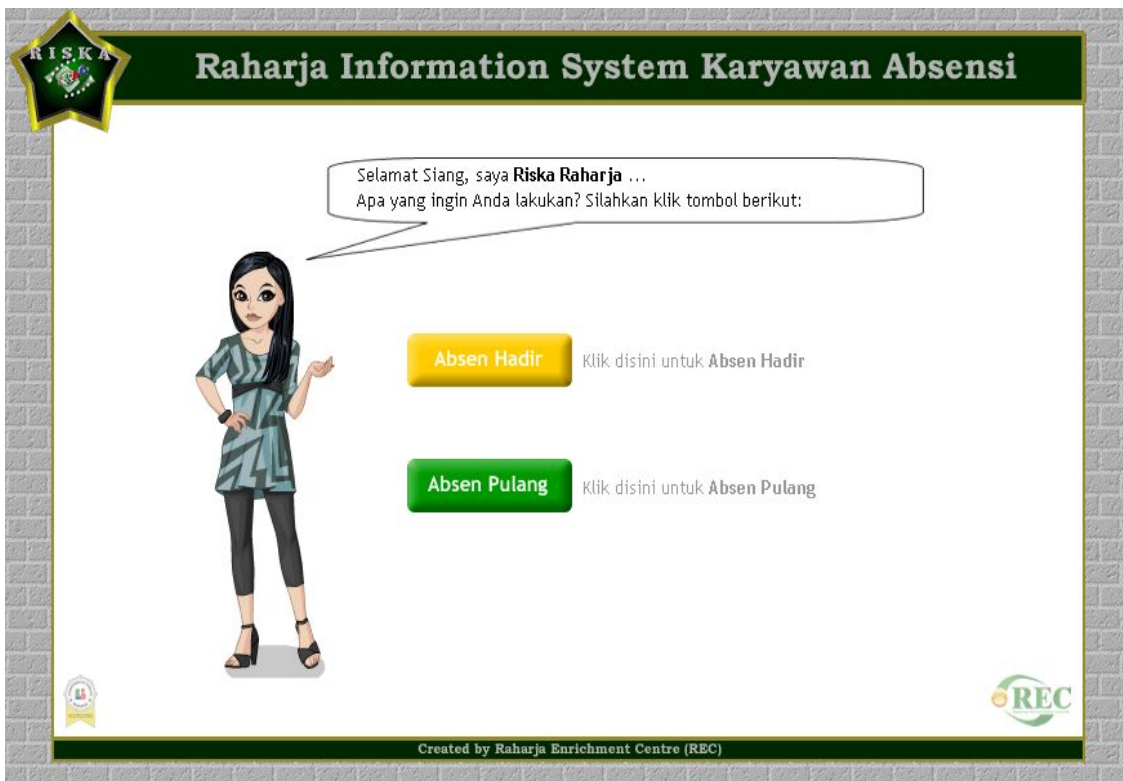 RISKA
Raharja Information System Karyawan Absensi
Selamat Siang, saya Riska Raharja ...
Apa yang ingin Anda lakukan? Silahkan klik tombol berikut:
Absen Hadir Klik disini untuk Absen Hadir
Absen Pulang Klik disini untuk Absen Pulang
REC
Created by Raharja Enrichment Centre (REC)